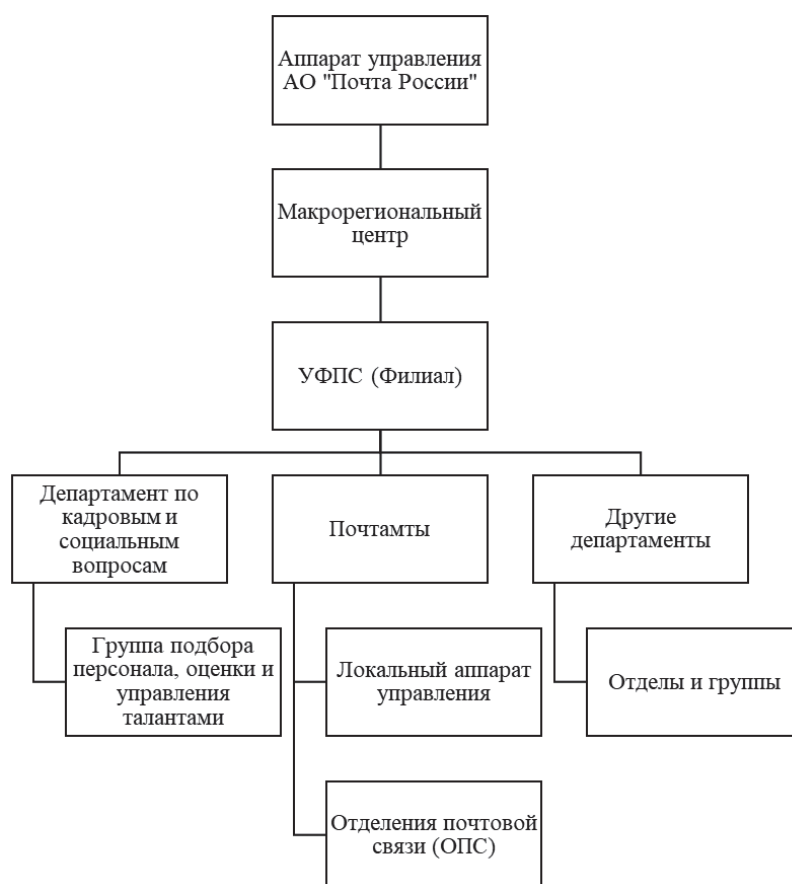 Аппарат управления
АО "Почта России"
Макрорегиональный
центр
УФПС (Филиал)
Департамент по
кадровым и
социальным
вопросам
Почтамты
Другие
департаменты
Группа подбора
персонала, оценки и
управления
талантами
Локальный аппарат
управления
Отделы и группы
Отделения почтовой
связи (ОПС)